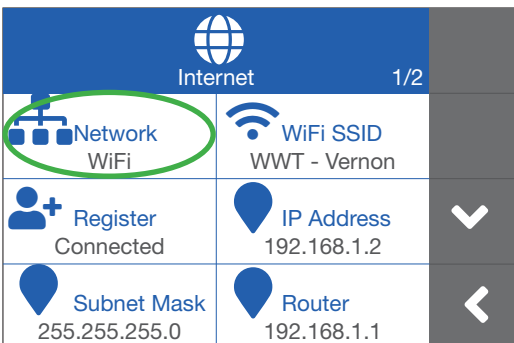 Internet 1/2
Network
WiFi
WiFi SSID
WWT - Vernon
Register
Connected
IP Address
192.168.1.2
Subnet Mask
255.255.255.0
Router
192.168.1.1